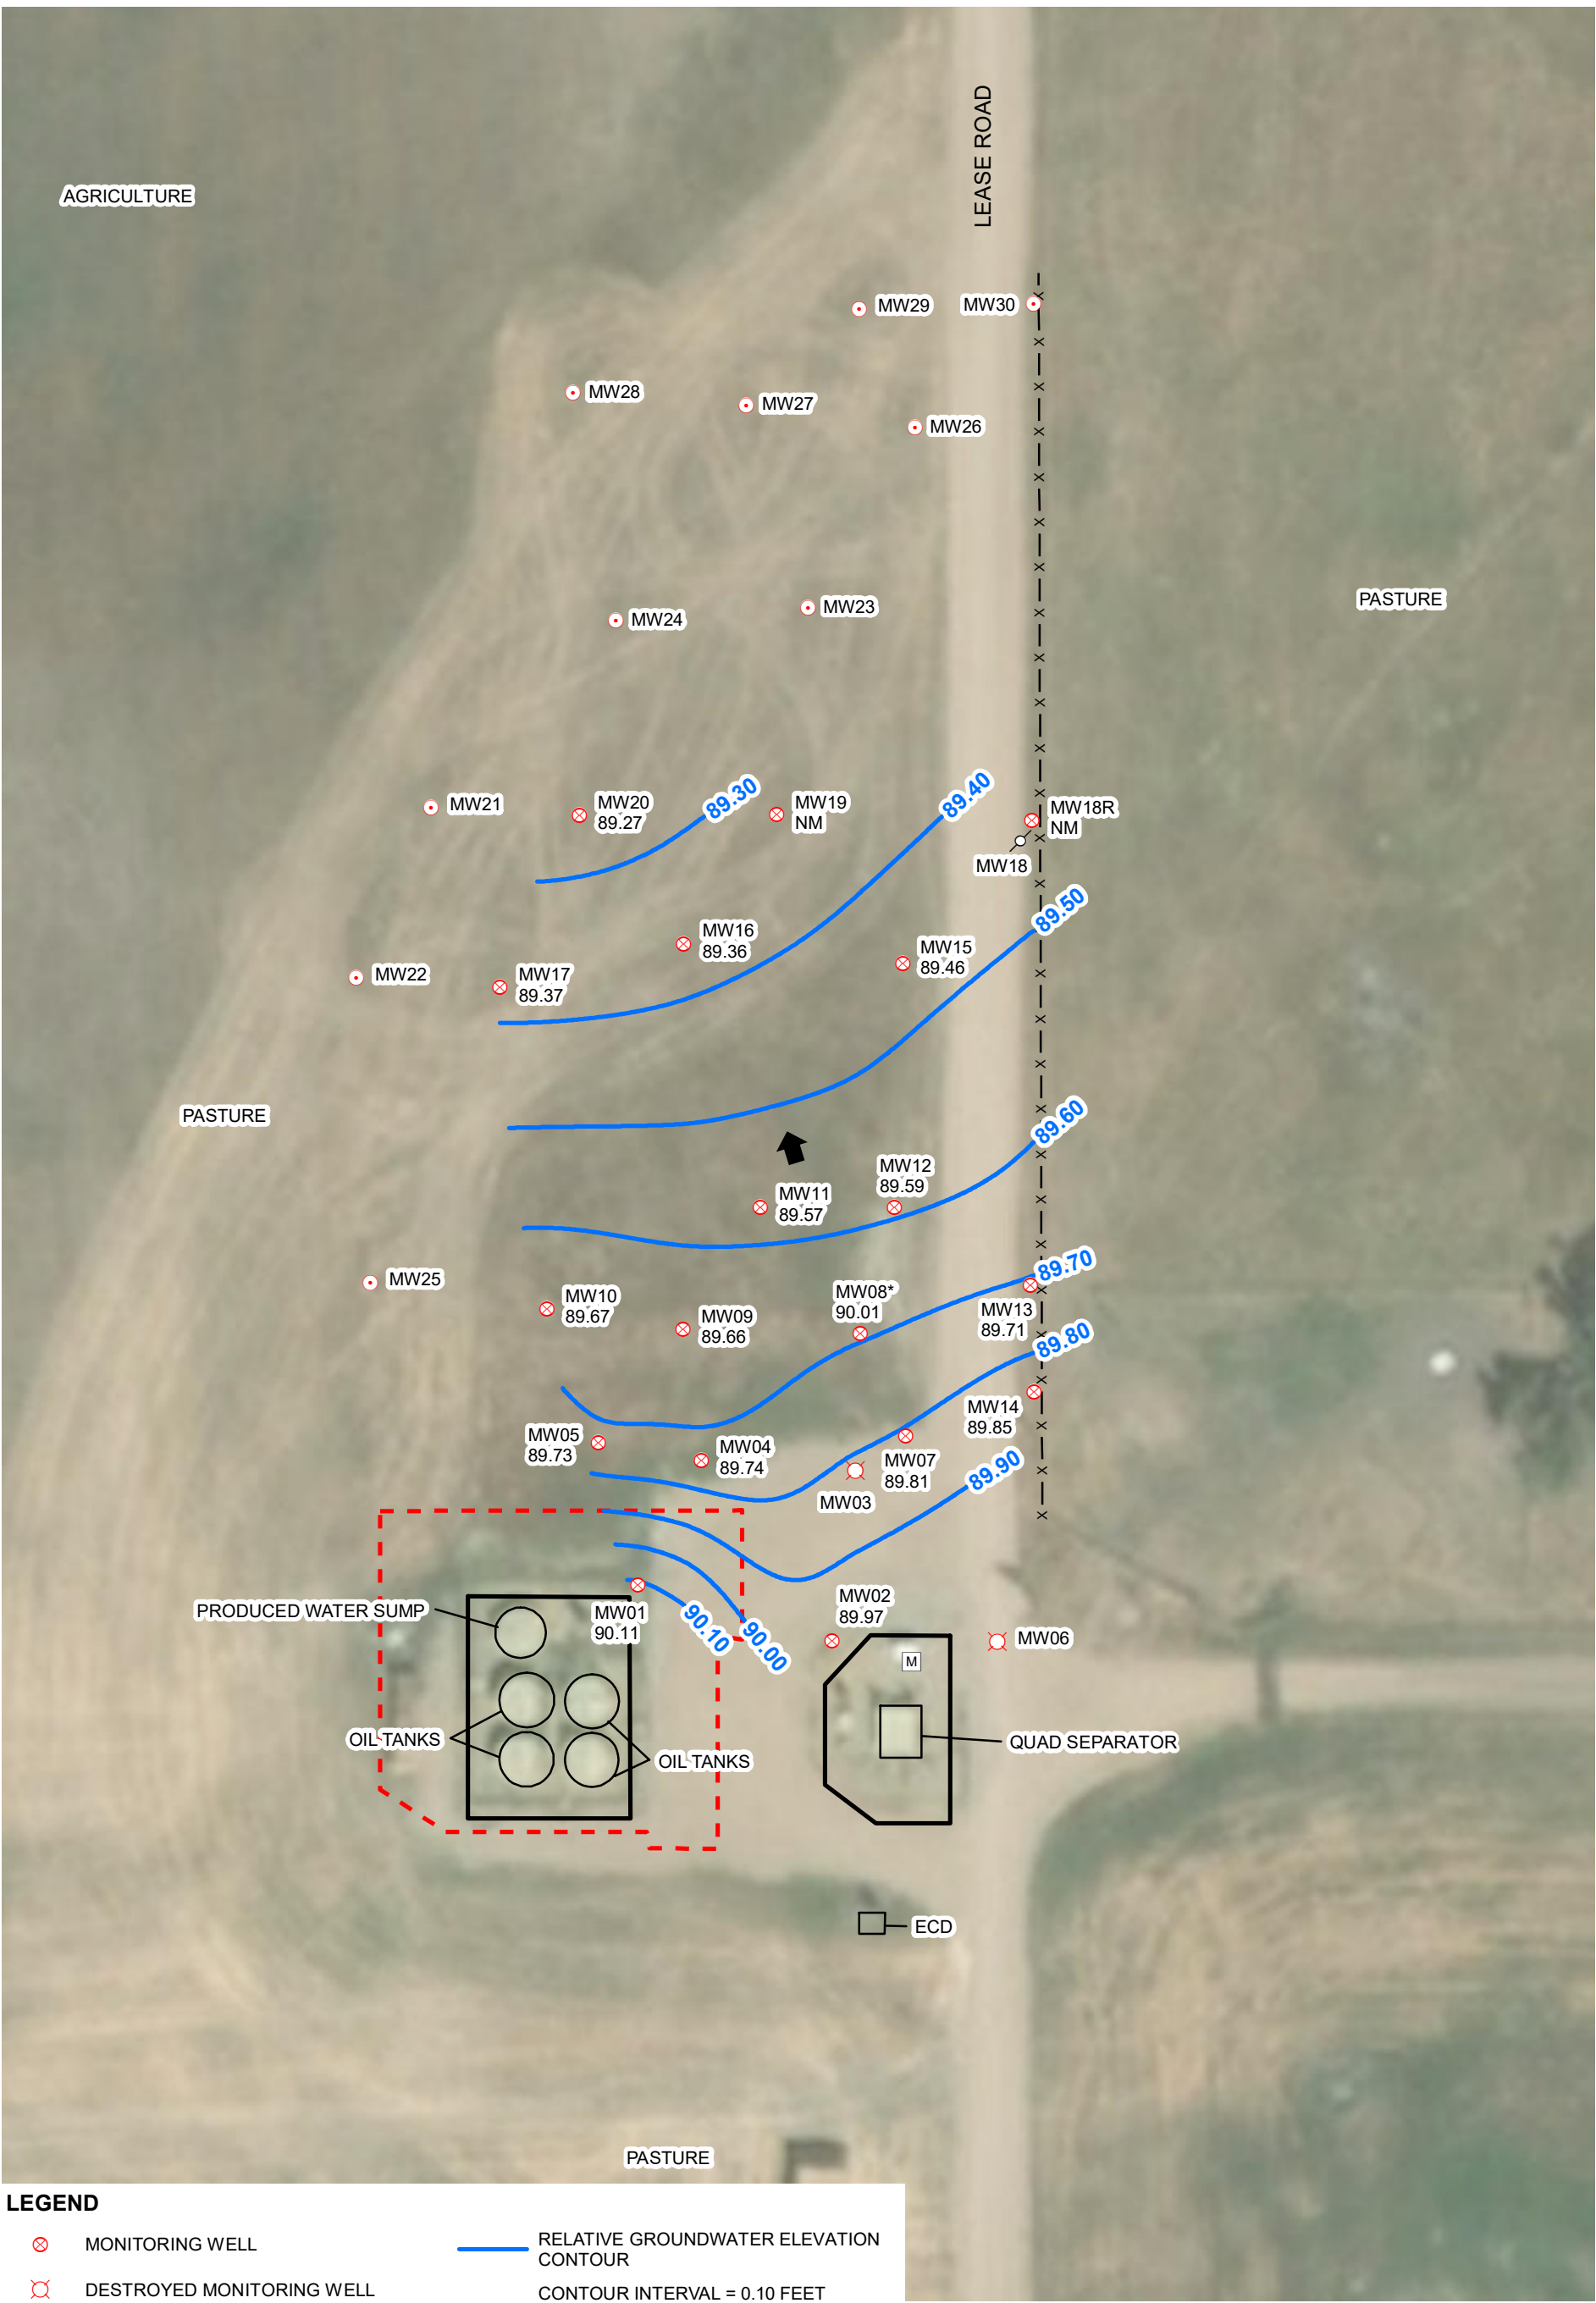 LEASE ROAD
AGRICULTURE
MW29
MW30
MW28
MW27
MW26
PASTURE
MW24
MW23
89.30
89.40
MW21
MW20
89.27
MW19
NM
MW18R
NM
MW18
89.50
MW16
89.36
MW15
89.46
MW22
MW17
89.37
PASTURE
89.60
MW12
89.59
MW11
89.57
89.70
MW25
MW10
89.67
MW09
89.66
MW08*
90.01
MW13
89.71
89.80
MW14
89.85
MW05
89.73
MW04
89.74
MW07
89.81
MW03
89.90
PRODUCED WATER SUMP
MW01
90.11
90.10
90.00
MW02
89.97
MW06
M
OIL TANKS
OIL TANKS
QUAD SEPARATOR
ECD
PASTURE
LEGEND
MONITORING WELL
DESTROYED MONITORING WELL
RELATIVE GROUNDWATER ELEVATION
CONTOUR
CONTOUR INTERVAL = 0.10 FEET